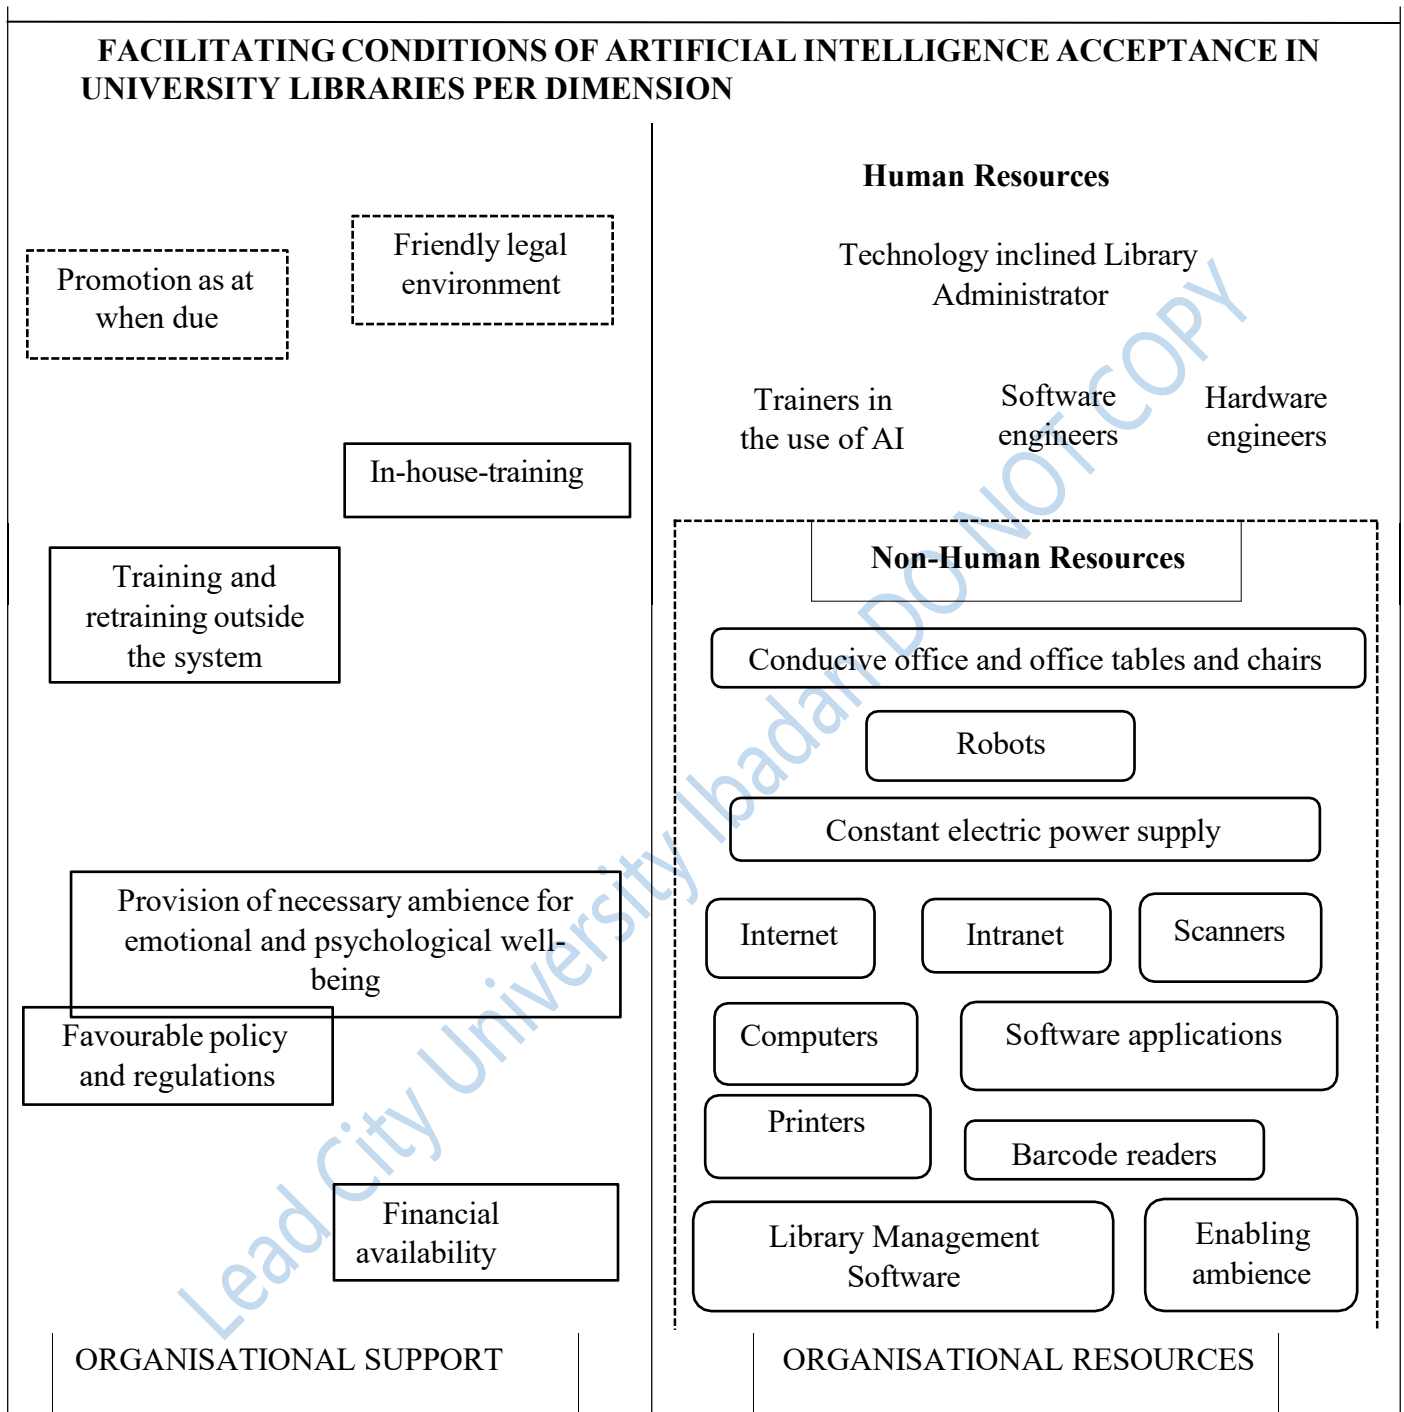 FACILITATING CONDITIONS OF ARTIFICIAL INTELLIGENCE ACCEPTANCE IN
UNIVERSITY LIBRARIES PER DIMENSION
Promotion as at
when due
Friendly legal
environment
In-house-training
Training and
retraining outside
the system
Provision of necessary ambience for
emotional and psychological well-
being
Favourable policy
and regulations
Financial
availability
ORGANISATIONAL SUPPORT
Human Resources
Technology inclined Library
Administrator
Trainers in
the use of AI
Software
engineers
Hardware
engineers
Non-Human Resources
Conducive office and office tables and chairs
Robots
Constant electric power supply
Internet
Intranet
Scanners
Computers
Software applications
Printers
Barcode readers
Library Management
Software
Enabling
ambience
ORGANISATIONAL RESOURCES
Lead City University Ibadan DO NOT COPY